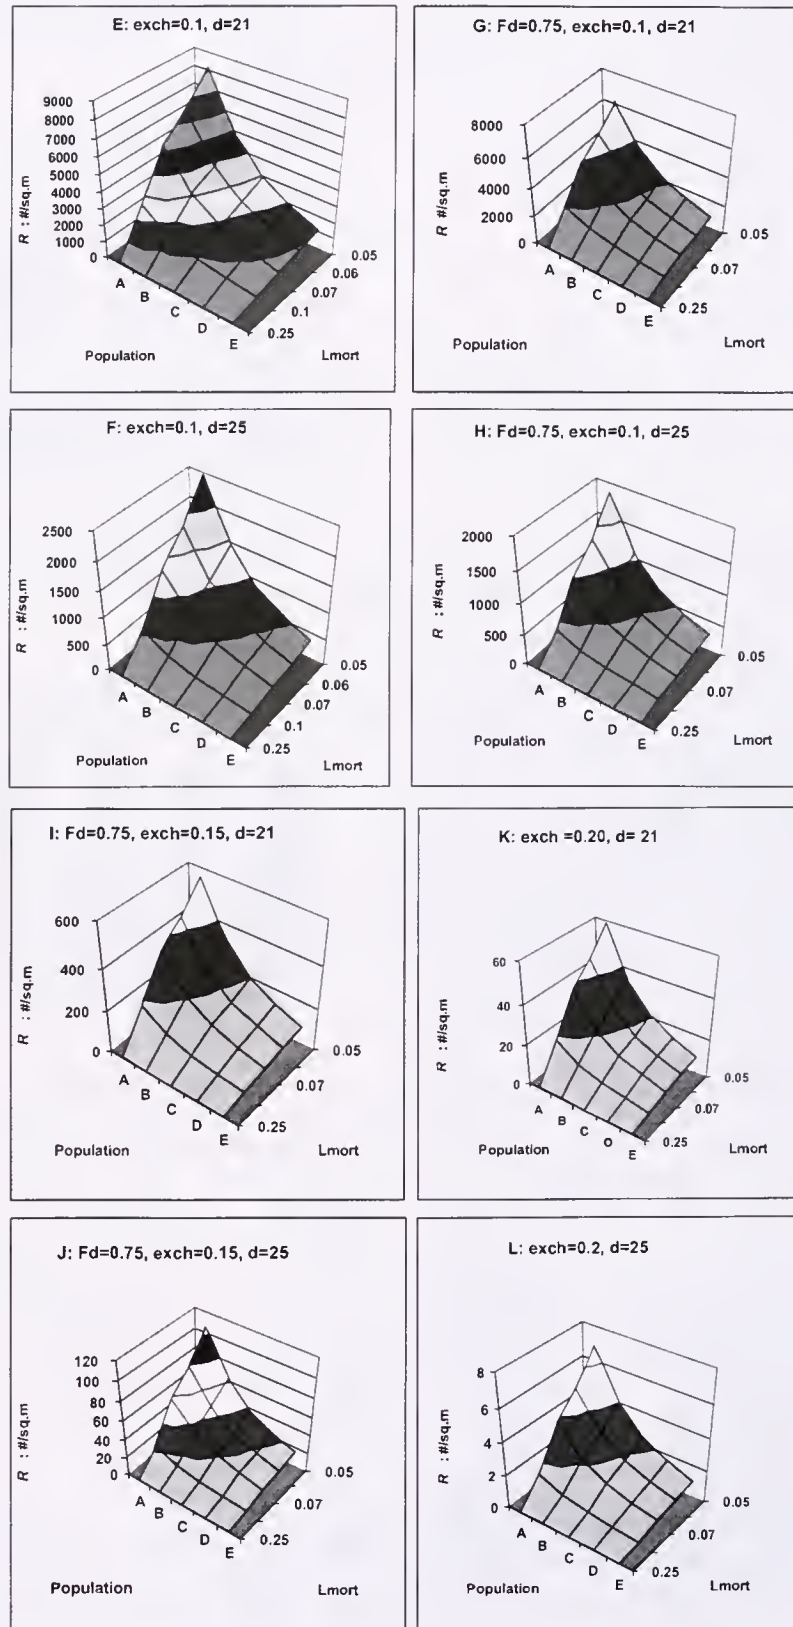 E: exch=0.1, d=21
9000
8000
7000
6000
5000
4000
3000
2000
1000
0
R : #/sq.m
A
B
C
D
E
0.25
0.1
0.07
0.06
0.05
Population
Lmort
G: Fd=0.75, exch=0.1, d=21
8000
6000
4000
2000
0
R #/sq.m
A
B
C
D
E
0.25
0.07
0.05
Population
Lmort
F: exch=0.1, d=25
2500
2000
1500
1000
500
0
R : #/sq.m
A
B
C
D
E
0.25
0.1
0.07
0.06
0.05
Population
Lmort
H: Fd=0.75, exch=0.1, d=25
2000
1500
1000
500
0
R : #/sq.m
A
B
C
D
E
0.25
0.07
0.05
Population
Lmort
I: Fd=0.75, exch=0.15, d=21
600
400
200
0
R : #/sq.m
A
B
C
D
E
0.25
0.07
0.05
Population
Lmort
K: exch =0.20, d= 21
60
40
20
0
R : #/sq.m
A
B
C
O
E
0.25
0.07
0.05
Population
Lmort
J: Fd=0.75, exch=0.15, d=25
120
100
80
60
40
20
0
R : #/sq.m
A
B
C
D
E
0.25
0.07
0.05
Population
Lmort
L: exch=0.2, d=25
8
6
4
2
0
R : #/sq.m
A
B
C
D
E
0.25
0.07
0.05
Population
Lmort